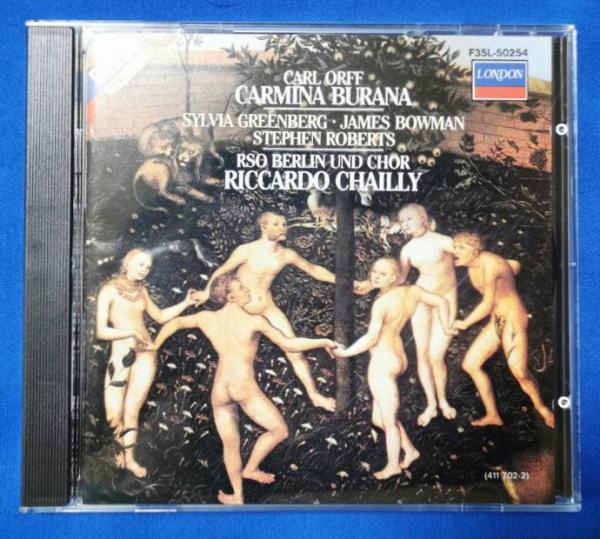 F35L-50254
LONDON
CARL ORFF
CARMINA BURANA
SYLVIA GREENBERG · JAMES BOWMAN
STEPHEN ROBERTS
RSO BERLIN UND CHOR
RICCARDO CHAILLY
(411 702-2)